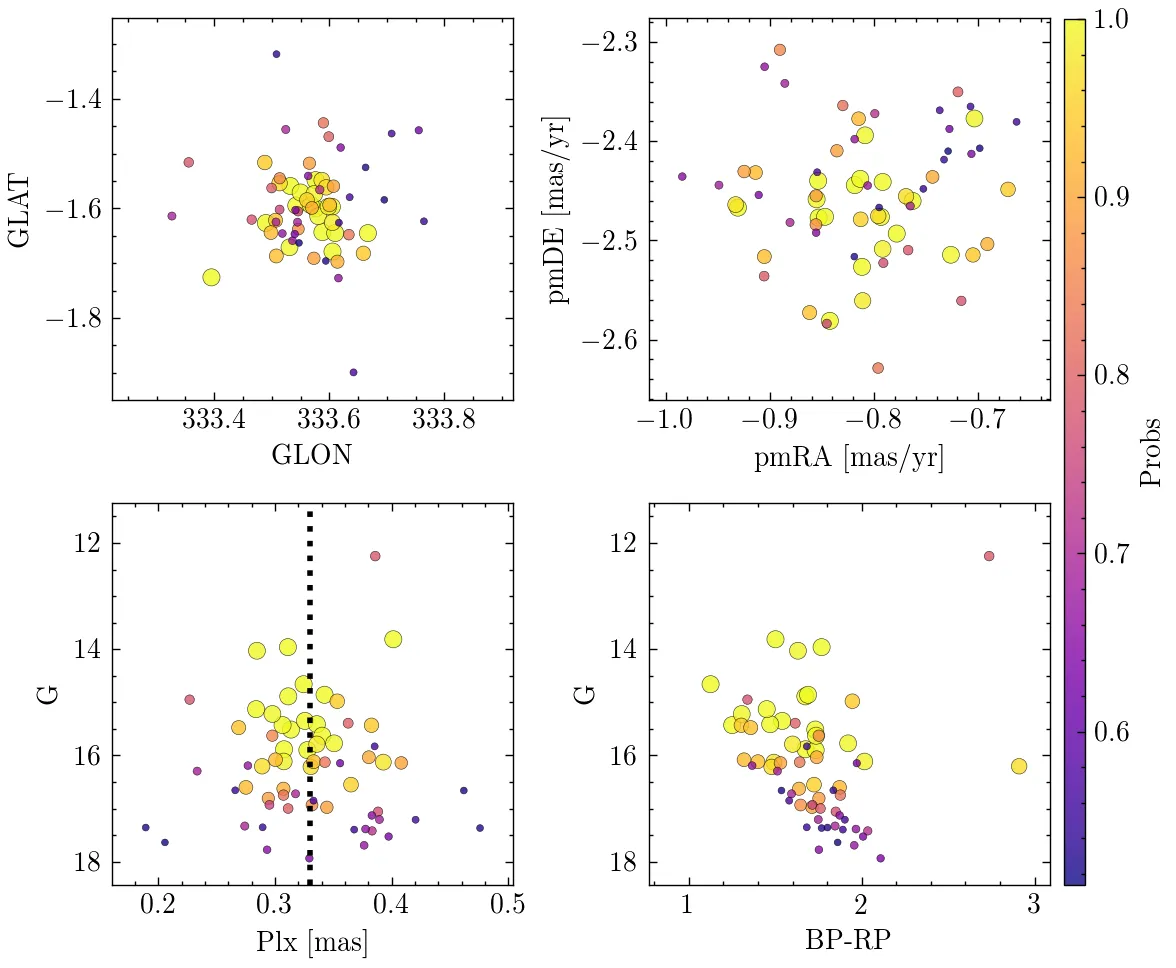 −1.4
−1.6
−1.8
GLAT
333.4 333.6 333.8
GLON
−2.3
−2.4
−2.5
−2.6
pmDE [mas/yr]
−1.0 −0.9 −0.8 −0.7
pmRA [mas/yr]
12
14
16
18
G
0.2 0.3 0.4 0.5
Plx [mas]
12
14
16
18
G
1 2 3
BP-RP
1.0
0.9
0.8
0.7
0.6
Probs